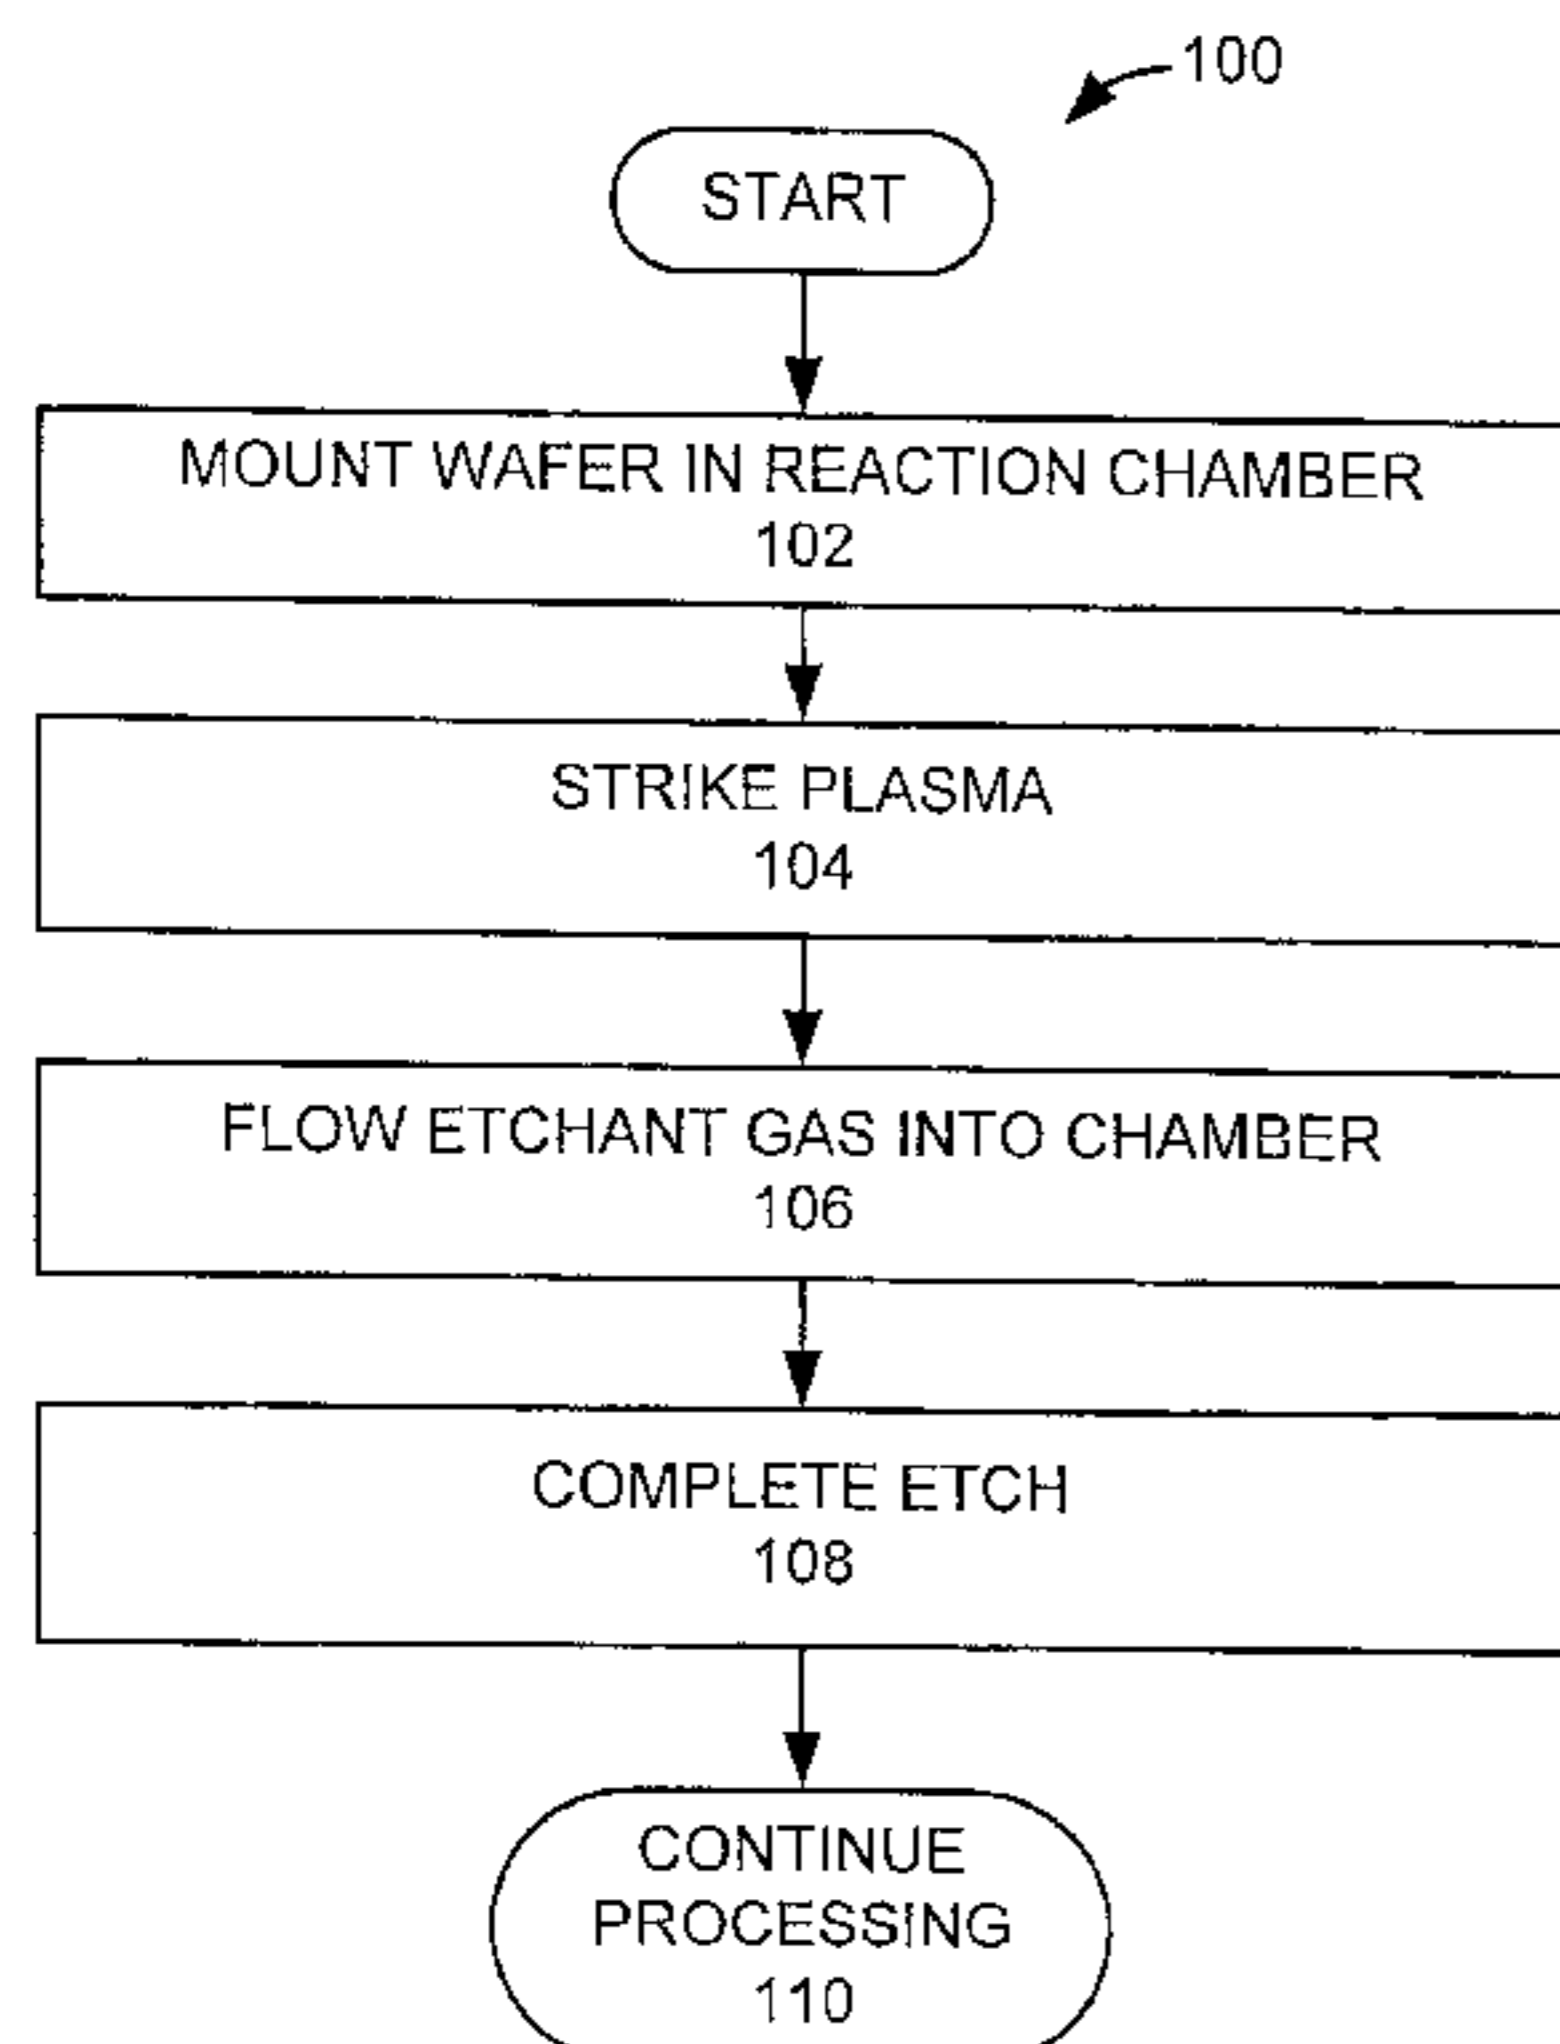 100
START
MOUNT WAFER IN REACTION CHAMBER
102
STRIKE PLASMA
104
FLOW ETCHANT GAS INTO CHAMBER
106
COMPLETE ETCH
108
CONTINUE
PROCESSING
110